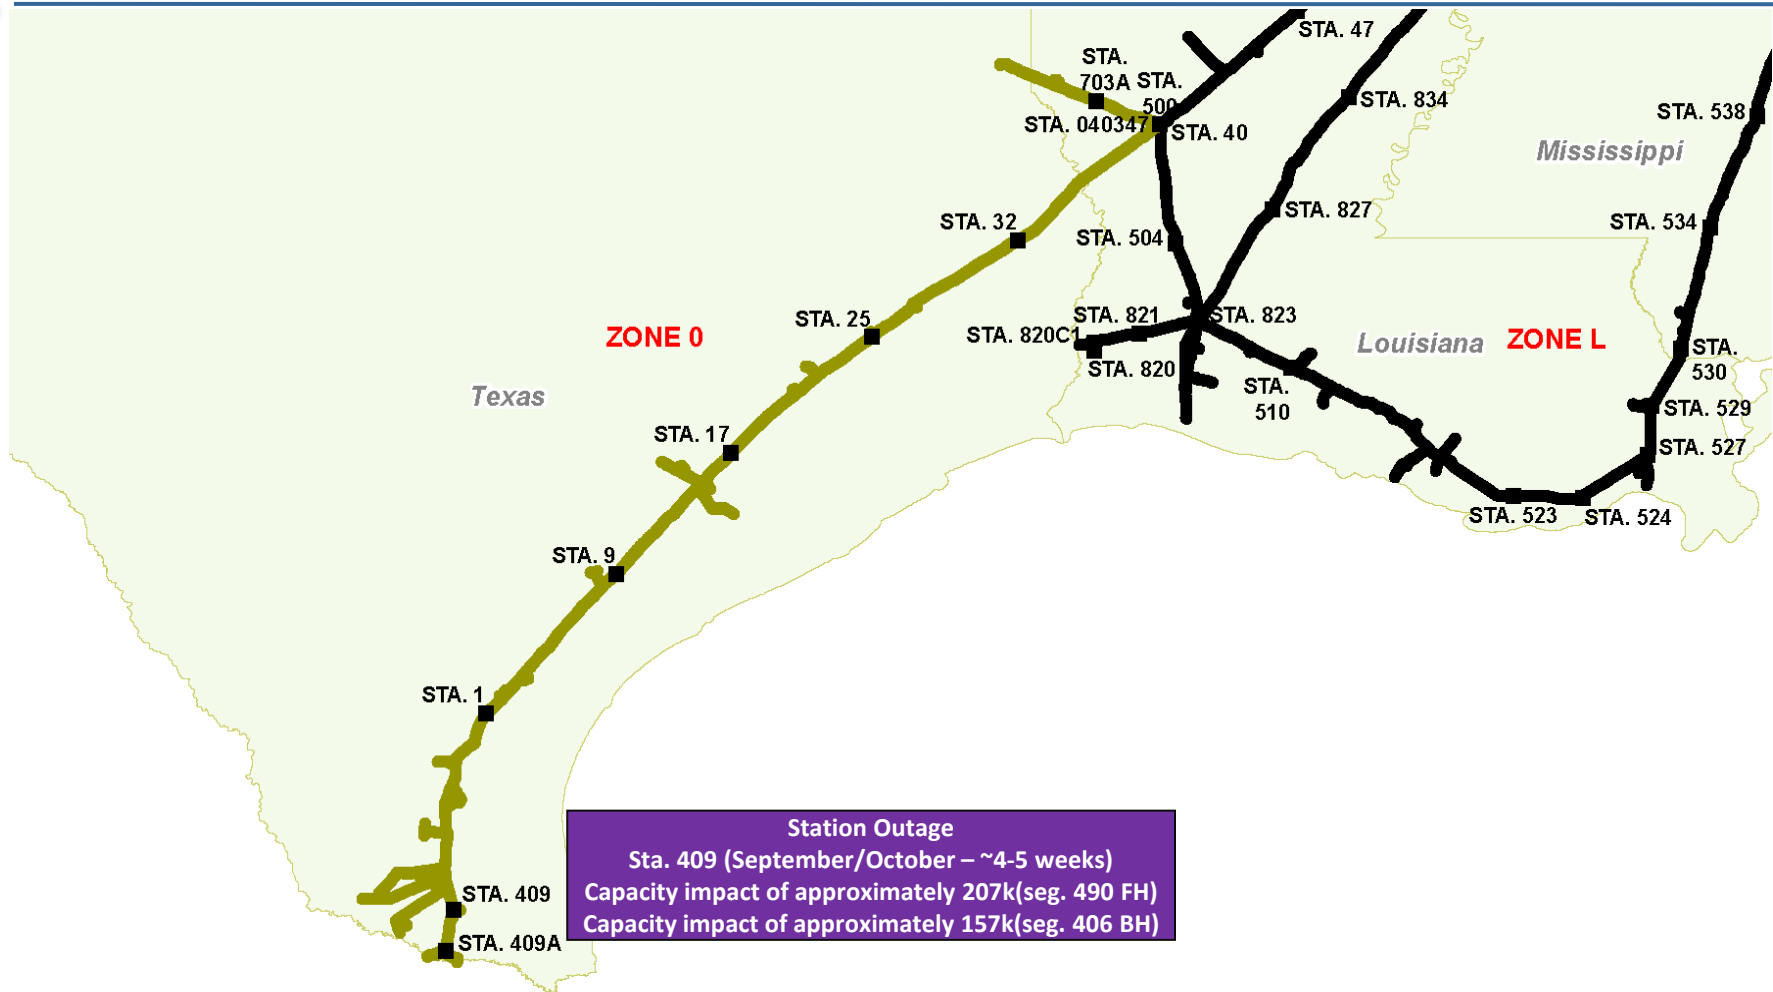 STA. 47
STA.
703A
STA.
500
STA. 834
STA. 538
STA. 040347
STA. 40
Mississippi
STA. 32
STA. 827
STA. 534
STA. 504
STA. 25
ZONE 0
STA. 821
STA. 823
STA. 820C1
Louisiana
ZONE L
STA.
530
STA. 820
STA.
510
Texas
STA. 529
STA. 17
STA. 527
STA. 523
STA. 524
STA. 9
STA. 1
Station Outage
Sta. 409 (September/October – ~4-5 weeks)
Capacity impact of approximately 207k(seg. 490 FH)
Capacity impact of approximately 157k(seg. 406 BH)
STA. 409
STA. 409A